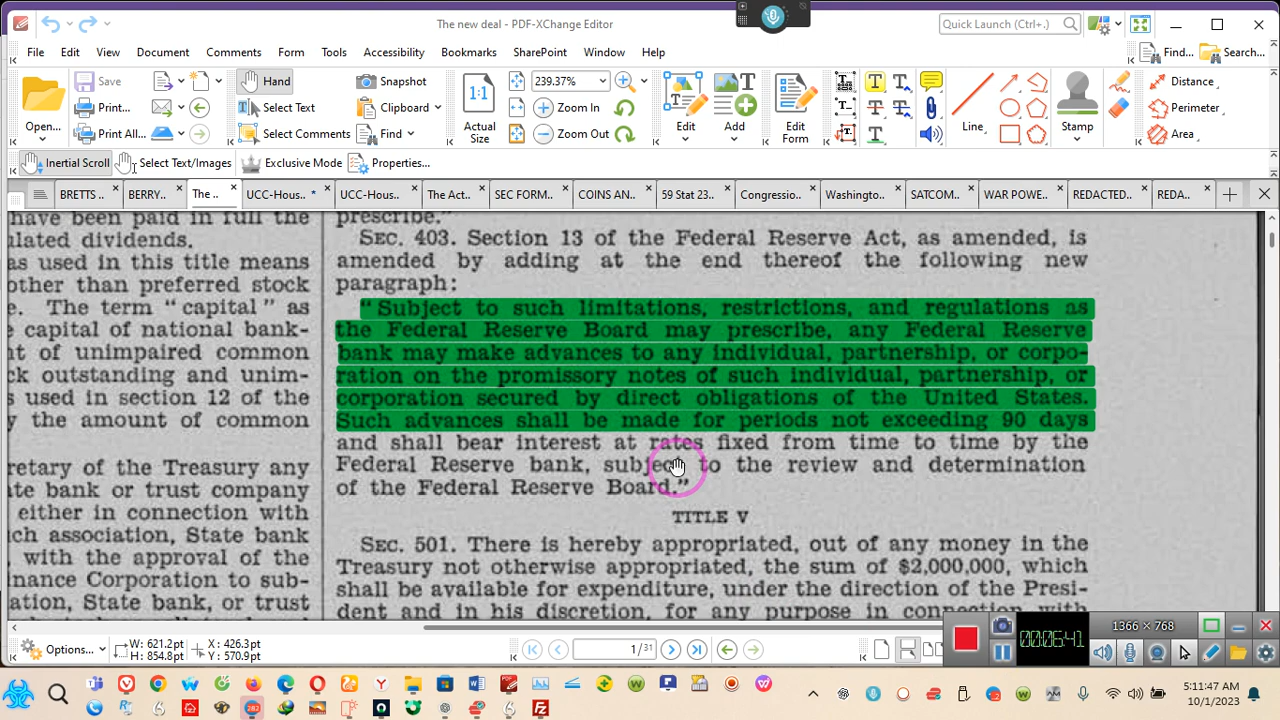 The new deal - PDF-XChange Editor
Quick Launch (Ctrl+.)
File Edit View Document Comments Form Tools Accessibility Bookmarks SharePoint Window Help
Find... Search...
Open...
Save
Print...
Print All...
Hand
Select Text
Select Comments
Snapshot
Clipboard
Find
1:1
Actual Size
239.37%
Zoom In
Zoom Out
Edit
Add
Edit Form
Line
Stamp
Distance
Perimeter
Area
Inertial Scroll Select Text/Images Exclusive Mode Properties...
BRETTS BERRY... The .. UCC-Hous... * UCC-Hous... The Act... SEC FORM... COINS AN... 59 Stat 23... Congressio... Washingto... SATCOM... WAR POWE... REDACTED... REDA...
have been paid in full the
ulated dividends.
as used in this title means
other than preferred stock
e. The term "capital" as
e capital of national bank-
nt of unimpaired common
ck outstanding and unim-
s used in section 12 of the
y the amount of common
retary of the Treasury any
te bank or trust company
either in connection with
ch association, State bank
with the approval of the
nance Corporation to sub-
ation, State bank, or trust
prescribe."
SEC. 403. Section 13 of the Federal Reserve Act, as amended, is
amended by adding at the end thereof the following new
paragraph:
"Subject to such limitations, restrictions, and regulations as
the Federal Reserve Board may prescribe, any Federal Reserve
bank may make advances to any individual, partnership, or corpo-
ration on the promissory notes of such individual, partnership, or
corporation secured by direct obligations of the United States.
Such advances shall be made for periods not exceeding 90 days
and shall bear interest at rates fixed from time to time by the
Federal Reserve bank, subject to the review and determination
of the Federal Reserve Board."
TITLE V
SEC. 501. There is hereby appropriated, out of any money in the
Treasury not otherwise appropriated, the sum of $2,000,000, which
shall be available for expenditure, under the direction of the Presi-
dent and in his discretion, for any purpose in connection with
1366 × 768
00:06:41
Options...
W: 621.2pt
H: 854.8pt
X: 426.3pt
Y: 570.9pt
1/31
5:11:47 AM
10/1/2023